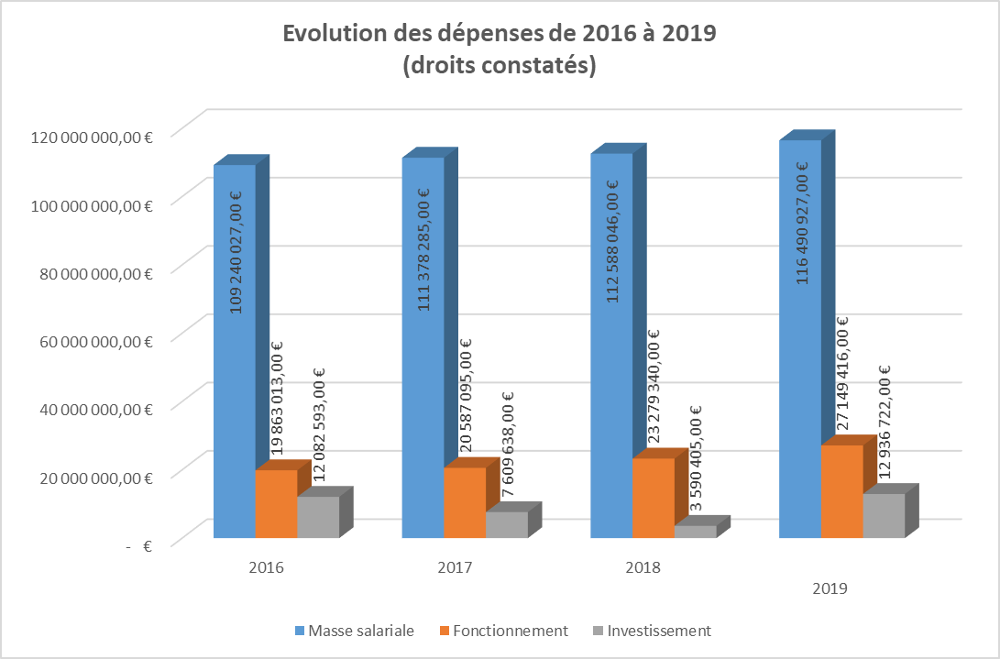 Evolution des dépenses de 2016 à 2019
(droits constatés)
120 000 000,00 €
100 000 000,00 €
80 000 000,00 €
60 000 000,00 €
40 000 000,00 €
20 000 000,00 €
- €
109 240 027,00 €
19 863 013,00 €
12 082 593,00 €
111 378 285,00 €
20 587 095,00 €
7 609 638,00 €
112 588 046,00 €
23 279 340,00 €
3 590 405,00 €
116 490 927,00 €
27 149 416,00 €
12 936 722,00 €
2016
2017
2018
2019
Masse salariale
Fonctionnement
Investissement